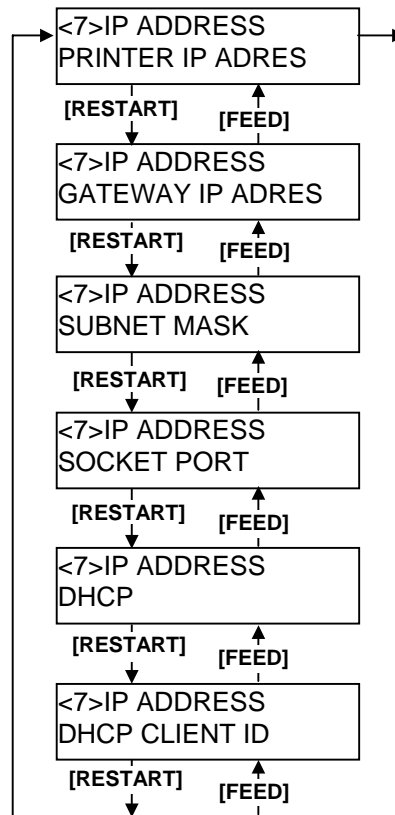 <7>IP ADDRESS
PRINTER IP ADRES
[RESTART]
[FEED]
<7>IP ADDRESS
GATEWAY IP ADRES
[RESTART]
[FEED]
<7>IP ADDRESS
SUBNET MASK
[RESTART]
[FEED]
<7>IP ADDRESS
SOCKET PORT
[RESTART]
[FEED]
<7>IP ADDRESS
DHCP
[RESTART]
[FEED]
<7>IP ADDRESS
DHCP CLIENT ID
[RESTART]
[FEED]